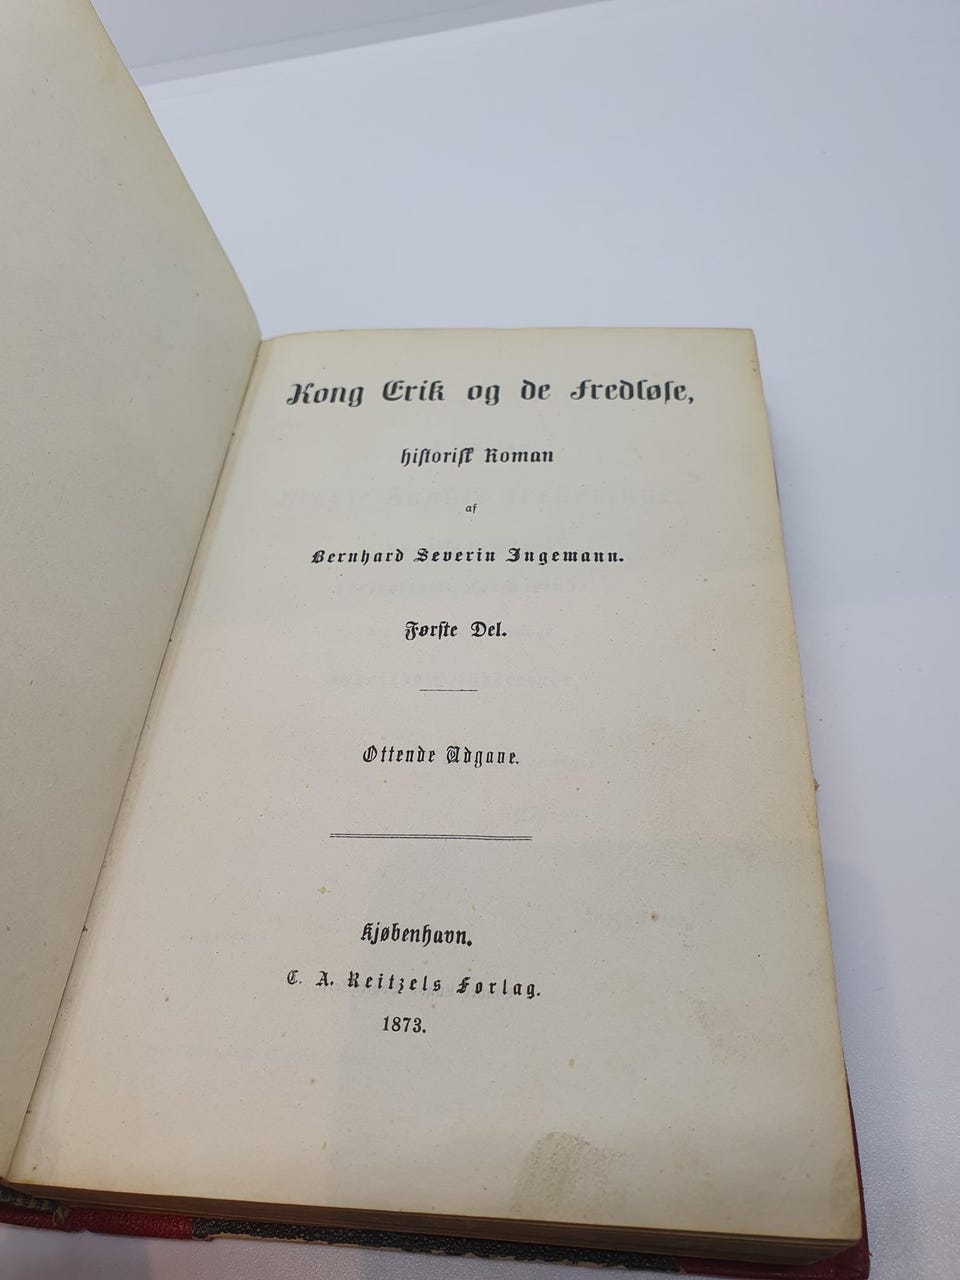 Kong Erik og de Fredløse,
historisk Roman
af
Bernhard Severin Ingemann.
Første Del.
Ottende Udgave.
Kjøbenhavn.
C. A. Reitzels Forlag.
1873.